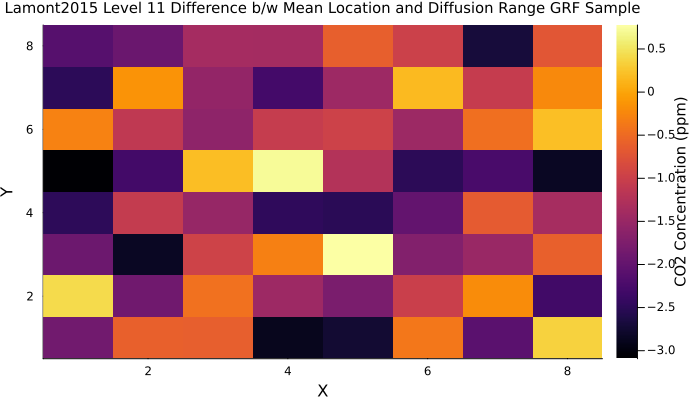 Lamont2015 Level 11 Difference b/w Mean Location and Diffusion Range GRF Sample
8
6
4
2
Y
2 4 6 8
X
0.5
0
−0.5
−1.0
−1.5
−2.0
−2.5
−3.0
CO2 Concentration (ppm)